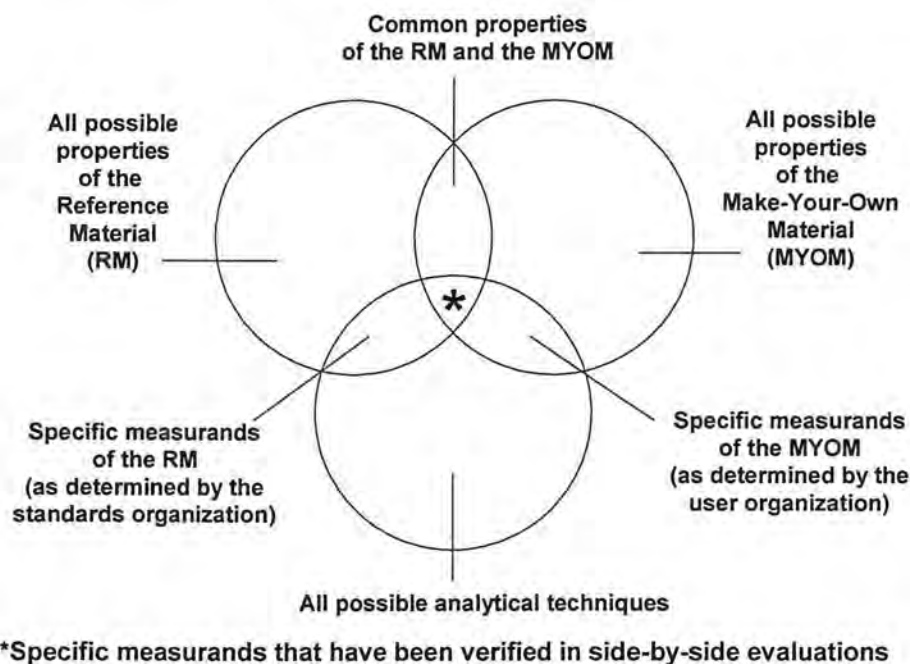 Common properties
of the RM and the MYOM
All possible
properties
of the
Reference
Material
(RM)
All possible
properties
of the
Make-Your-Own
Material
(MYOM)
*
Specific measurands
of the RM
(as determined by the
standards organization)
Specific measurands
of the MYOM
(as determined by the
user organization)
All possible analytical techniques
*Specific measurands that have been verified in side-by-side evaluations